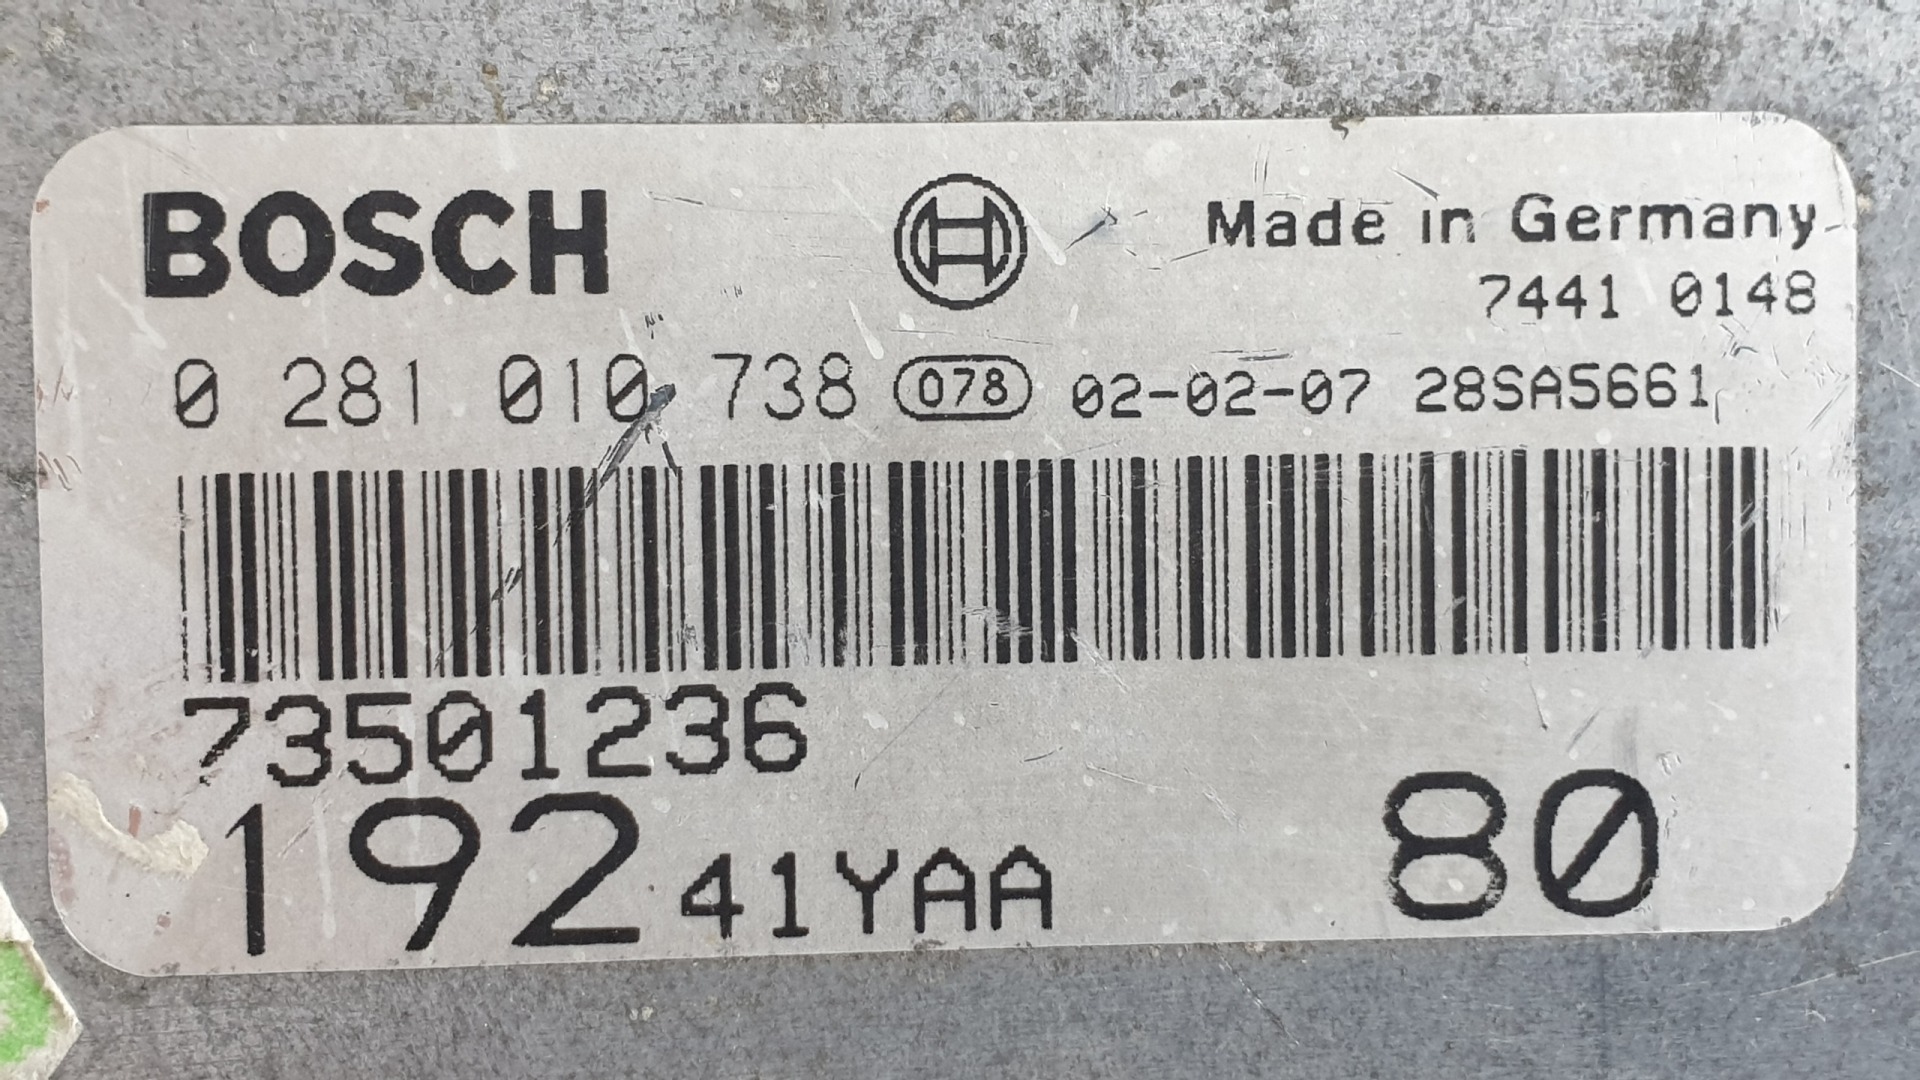 BOSCH Made in Germany
7441 0148
0 281 010 738 078 02-02-07 28SA5661
73501236
192 41YAA 80